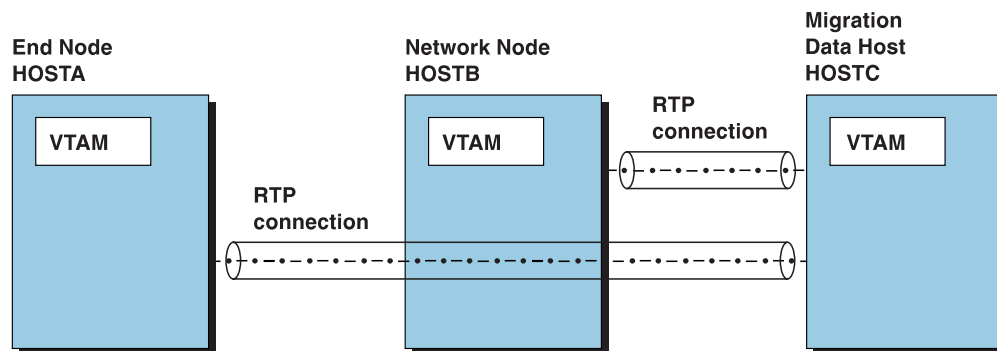 End Node
HOSTA
VTAM
RTP
connection
Network Node
HOSTB
VTAM
RTP
connection
Migration
Data Host
HOSTC
VTAM